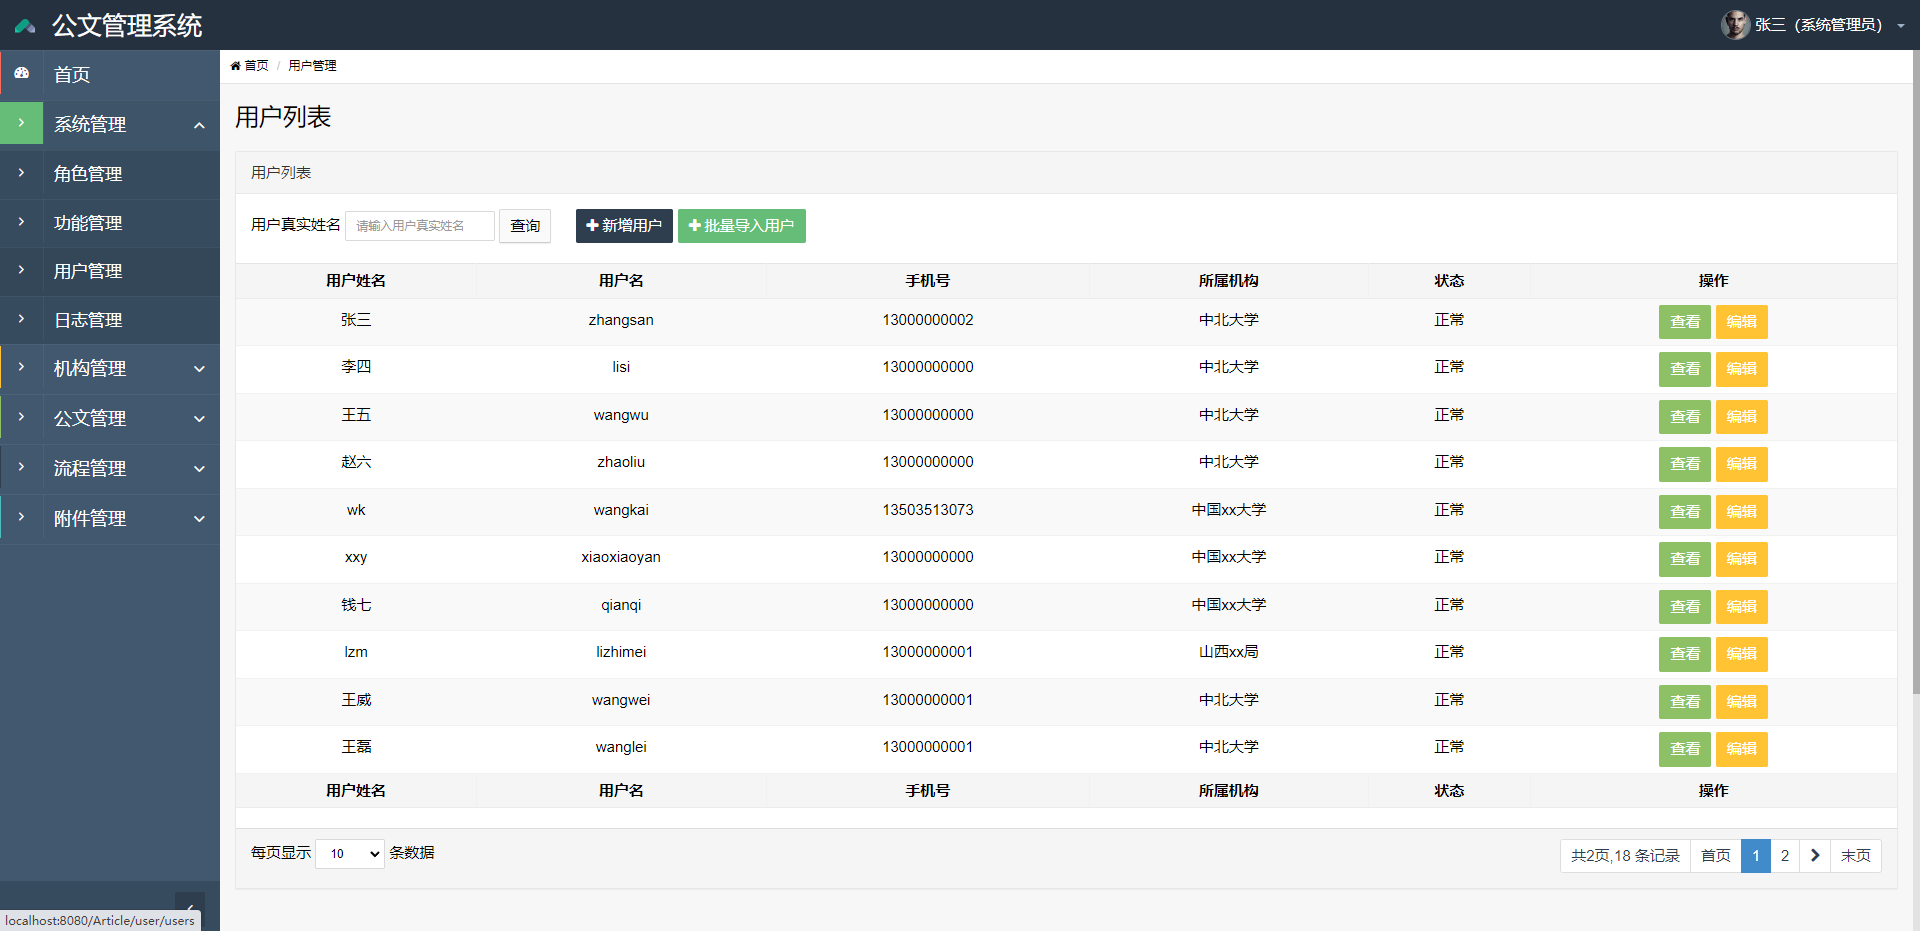 公文管理系统
张三（系统管理员）
首页
系统管理
角色管理
功能管理
用户管理
日志管理
机构管理
公文管理
流程管理
附件管理
首页 / 用户管理
用户列表
用户列表
用户真实姓名 请输入用户真实姓名 查询 新增用户 批量导入用户
用户姓名 用户名 手机号 所属机构 状态 操作
张三 zhangsan 13000000002 中北大学 正常 查看 编辑
李四 lisi 13000000000 中北大学 正常 查看 编辑
王五 wangwu 13000000000 中北大学 正常 查看 编辑
赵六 zhaoliu 13000000000 中北大学 正常 查看 编辑
wk wangkai 13503513073 中国xx大学 正常 查看 编辑
xxy xiaoxiaoyan 13000000000 中国xx大学 正常 查看 编辑
钱七 qianqi 13000000000 中国xx大学 正常 查看 编辑
lzm lizhimei 13000000001 山西xx局 正常 查看 编辑
王威 wangwei 13000000001 中北大学 正常 查看 编辑
王磊 wanglei 13000000001 中北大学 正常 查看 编辑
用户姓名 用户名 手机号 所属机构 状态 操作
每页显示 10 条数据
共2页,18 条记录 首页 1 2 末页
localhost:8080/Article/user/users